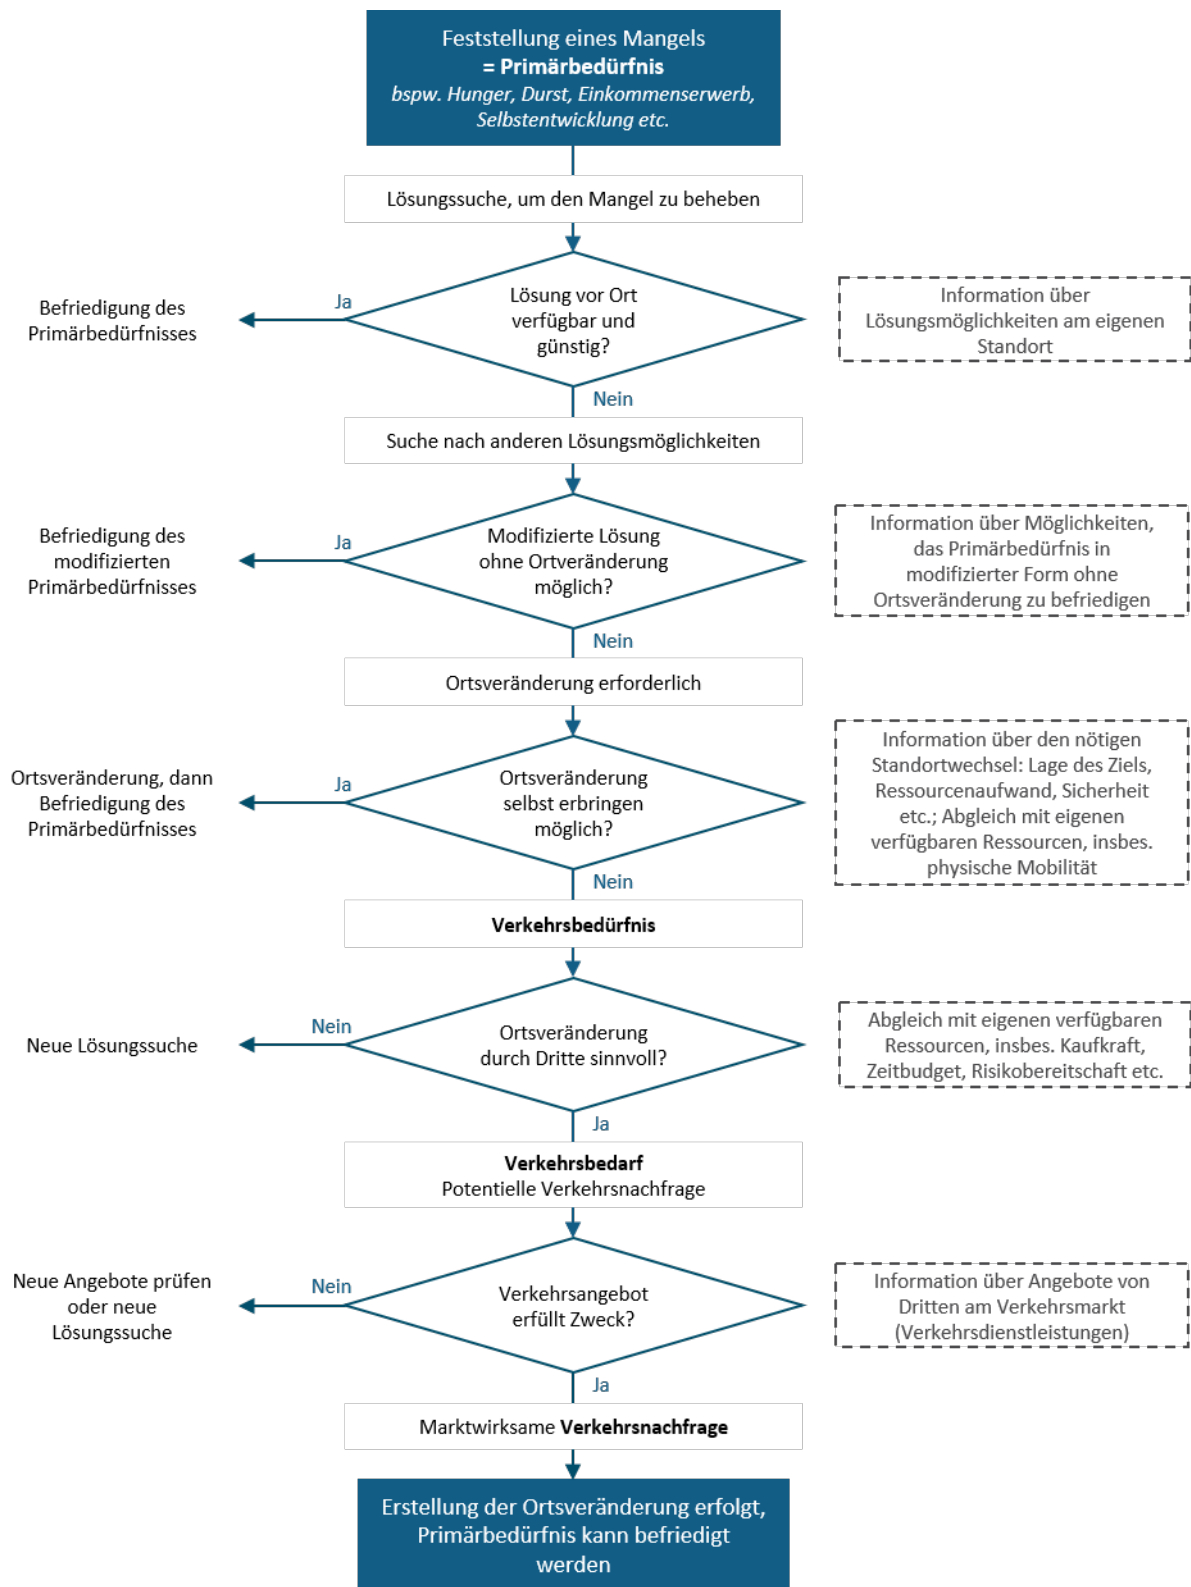 Feststellung eines Mangels
= Primärbedürfnis
bspw. Hunger, Durst, Einkommenserwerb,
Selbstentwicklung etc.
Lösungssuche, um den Mangel zu beheben
Befriedigung des
Primärbedürfnisses
Ja
Lösung vor Ort
verfügbar und
günstig?
Information über
Lösungsmöglichkeiten am eigenen
Standort
Nein
Suche nach anderen Lösungsmöglichkeiten
Befriedigung des
modifizierten
Primärbedürfnisses
Ja
Modifizierte Lösung
ohne Ortveränderung
möglich?
Information über Möglichkeiten,
das Primärbedürfnis in
modifizierter Form ohne
Ortsveränderung zu befriedigen
Nein
Ortsveränderung erforderlich
Ortsveränderung, dann
Befriedigung des
Primärbedürfnisses
Ja
Ortsveränderung
selbst erbringen
möglich?
Information über den nötigen
Standortwechsel: Lage des Ziels,
Ressourcenaufwand, Sicherheit
etc.; Abgleich mit eigenen
verfügbaren Ressourcen, insbes.
physische Mobilität
Nein
Verkehrsbedürfnis
Neue Lösungssuche
Nein
Ortsveränderung
durch Dritte sinnvoll?
Abgleich mit eigenen verfügbaren
Ressourcen, insbes. Kaufkraft,
Zeitbudget, Risikobereitschaft etc.
Ja
Verkehrsbedarf
Potentielle Verkehrsnachfrage
Neue Angebote prüfen
oder neue
Lösungssuche
Nein
Verkehrsangebot
erfüllt Zweck?
Information über Angebote von
Dritten am Verkehrsmarkt
(Verkehrsdienstleistungen)
Ja
Marktwirksame Verkehrsnachfrage
Erstellung der Ortsveränderung erfolgt,
Primärbedürfnis kann befriedigt
werden